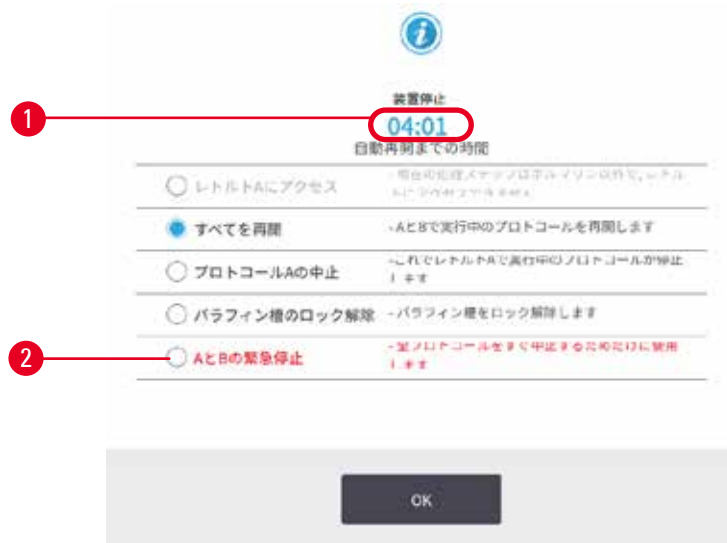 装置停止
1
04:01
自動再開までの時間
レトルトAにアクセス
すべてを再開 - AとBで実行中のプロトコールを再開します
プロトコールAの中止 - これでレトルトAで実行中のプロトコールが停止
します
パラフィン槽のロック解除 - パラフィン槽をロック解除します
2 AとBの緊急停止 - 全プロトコールをすぐ中止するためだけに使用
します
OK